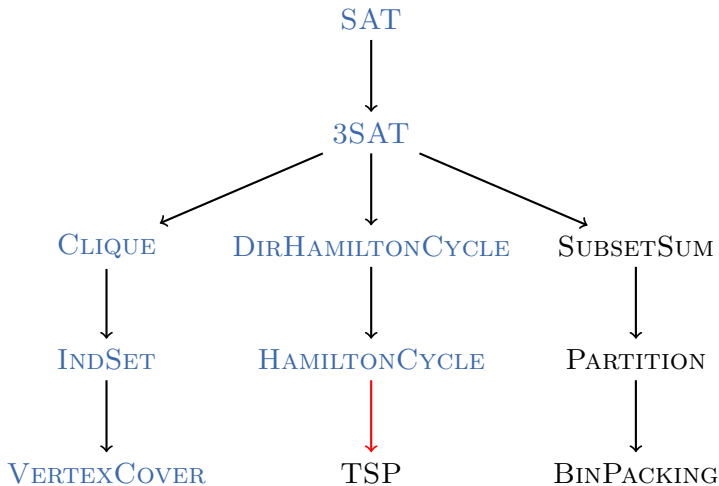 SAT
3SAT
CLIQUE DIRHAMILTONCYCLE SUBSETSUM
INDSET HAMILTONCYCLE PARTITION
VERTEXCOVER TSP BINPACKING